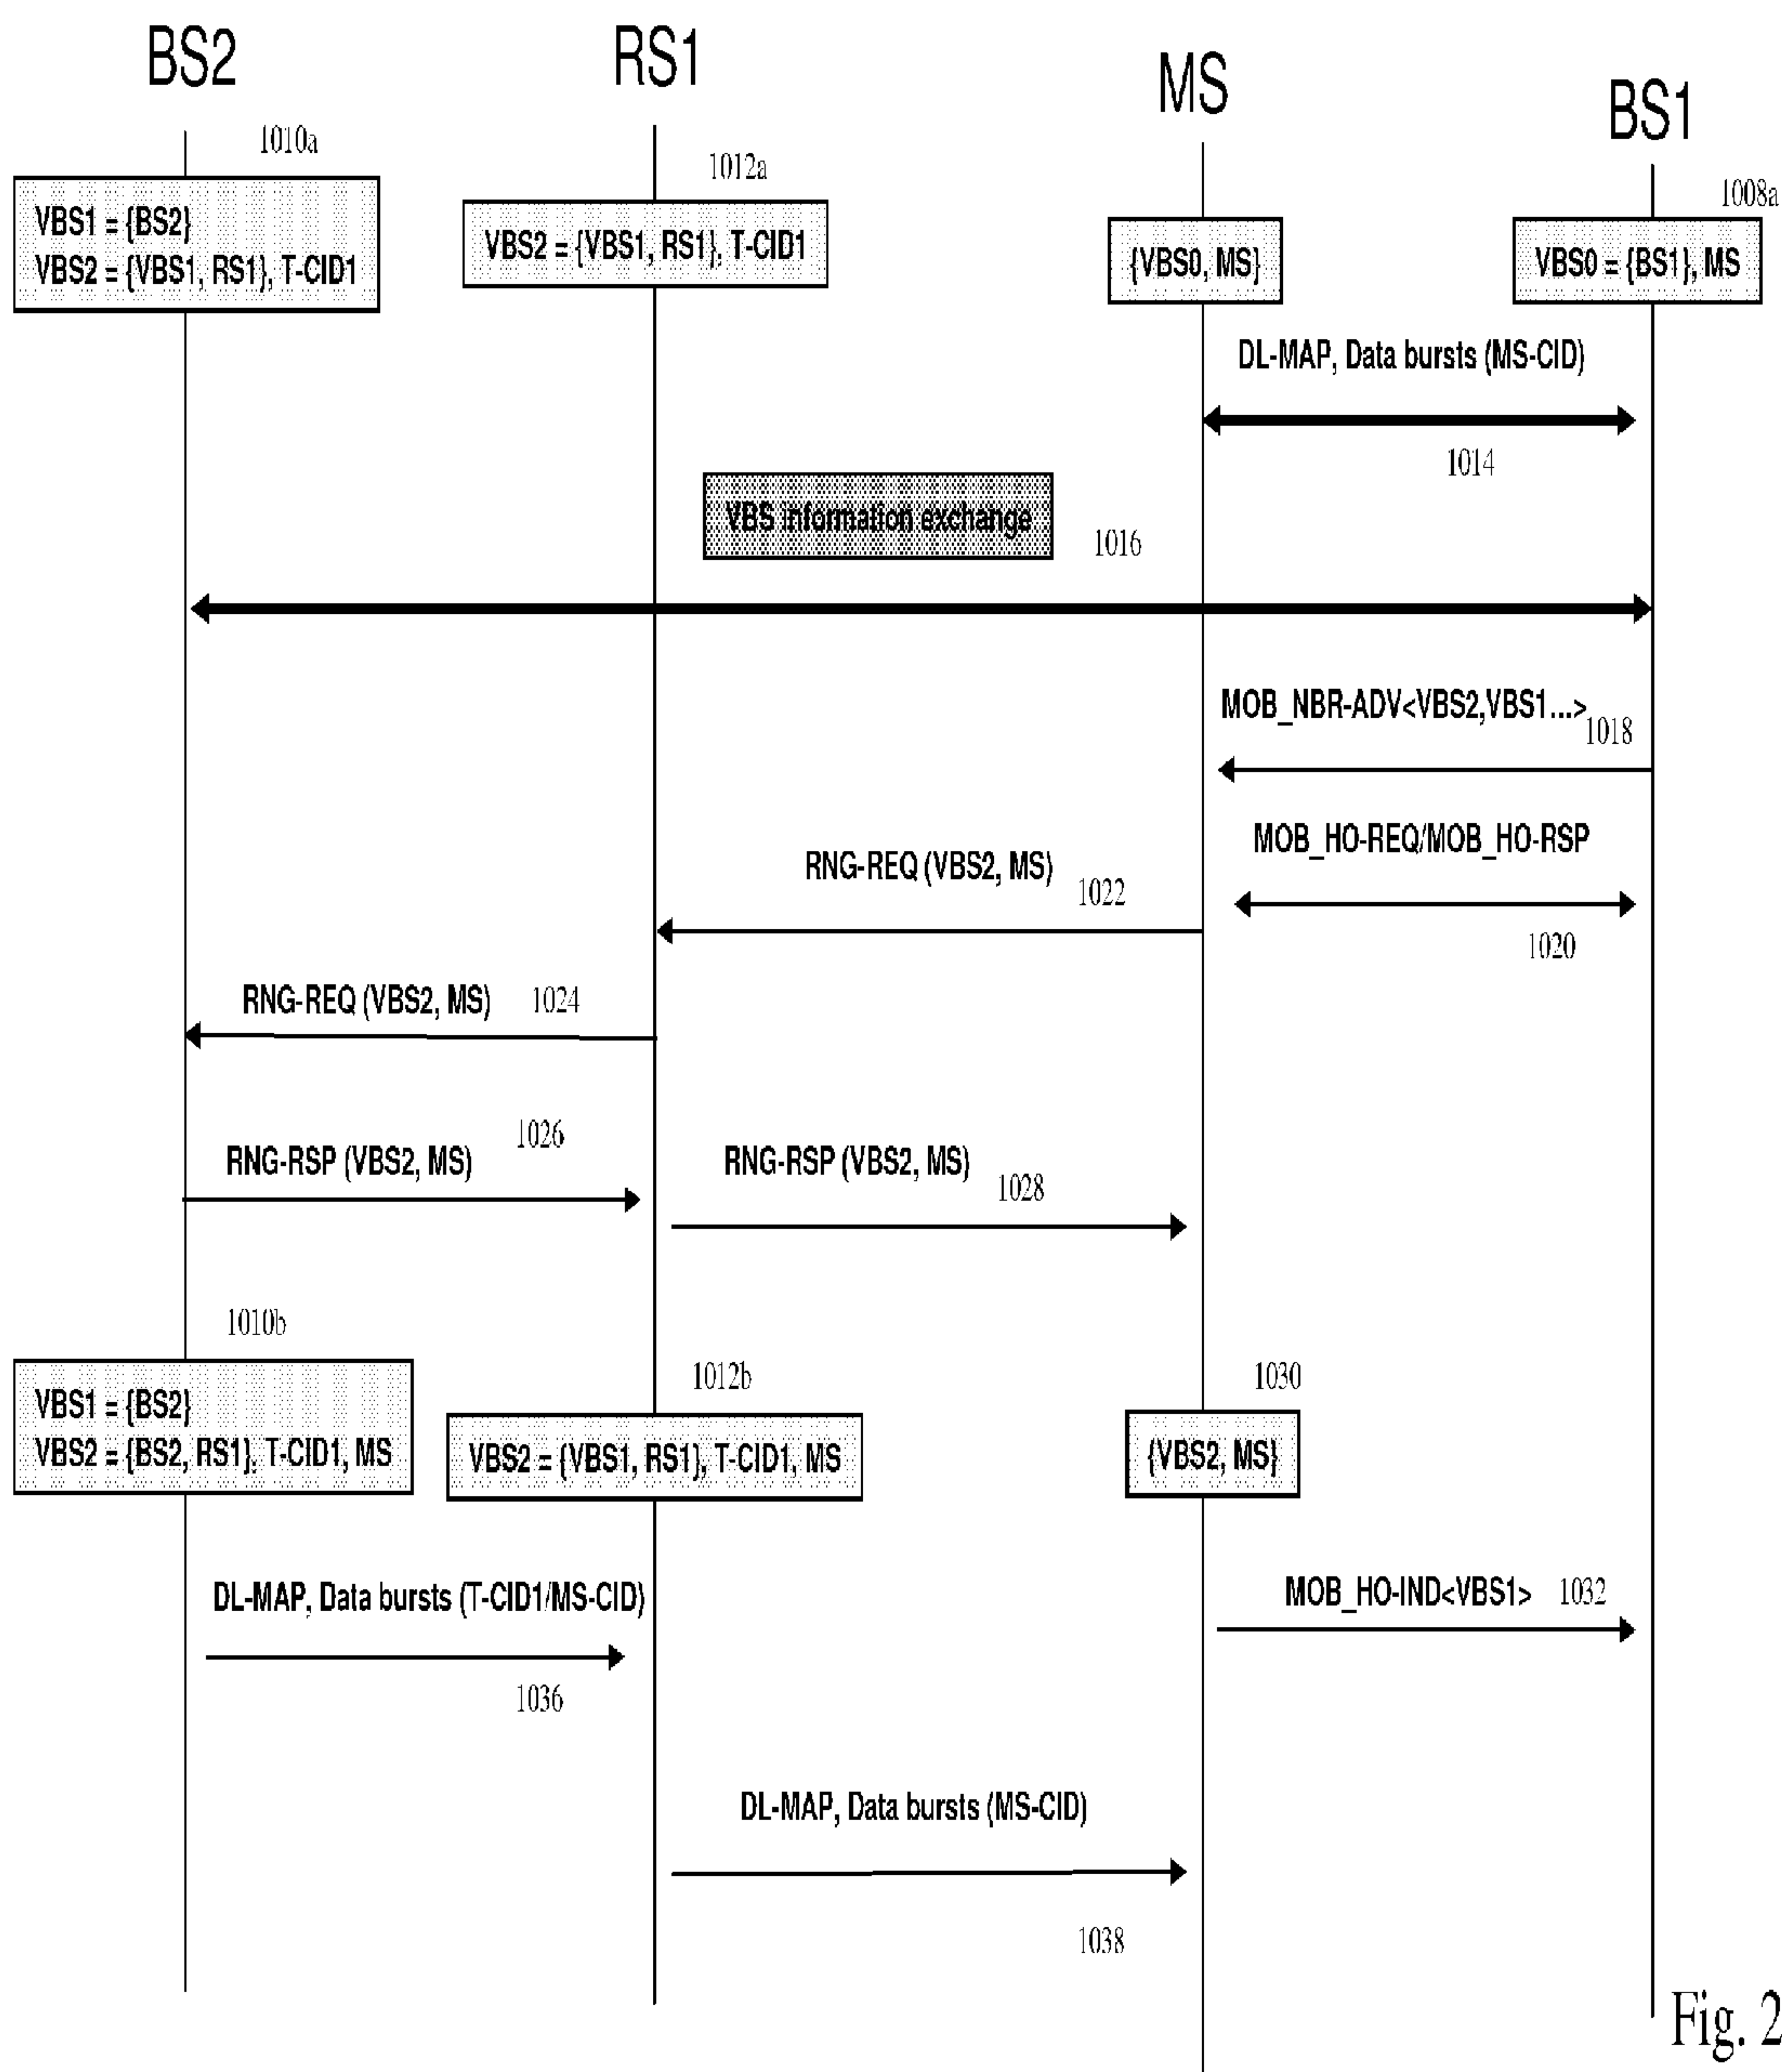 BS2
RS1
MS
BS1
1010a
1012a
1008a
VBS1 = {BS2}
VBS2 = {VBS1, RS1}, T-CID1
VBS2 = {VBS1, RS1}, T-CID1
{VBS0, MS}
VBS0 = {BS1}, MS
DL-MAP, Data bursts (MS-CID)
1014
VBS information exchange
1016
MOB_NBR-ADV<VBS2,VBS1...>
1018
MOB_HO-REQ/MOB_HO-RSP
1020
RNG-REQ (VBS2, MS)
1022
RNG-REQ (VBS2, MS)
1024
1026
RNG-RSP (VBS2, MS)
RNG-RSP (VBS2, MS)
1028
1010b
1012b
1030
VBS1 = {BS2}
VBS2 = {BS2, RS1}, T-CID1, MS
VBS2 = {VBS1, RS1}, T-CID1, MS
{VBS2, MS}
DL-MAP, Data bursts (T-CID1/MS-CID)
1036
MOB_HO-IND<VBS1>
1032
DL-MAP, Data bursts (MS-CID)
1038
Fig. 2